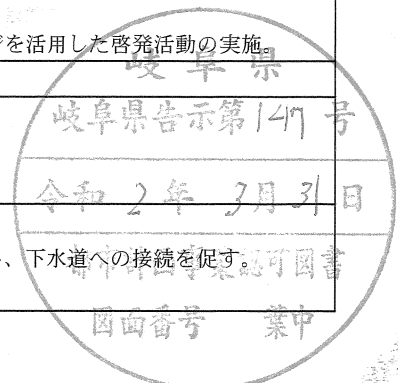 を活用した啓発活動の実施。
岐阜県
岐阜県告示第147号
令和2年3月31日
、下水道への接続を促す。
都市計画事業認可図書
図面番号 葉中